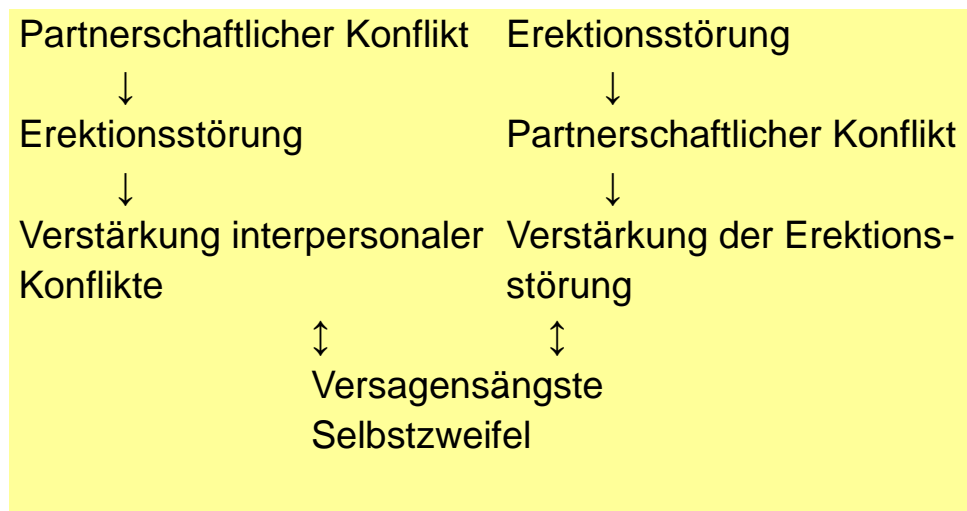 Partnerschaftlicher Konflikt Erektionsstörung
↓ ↓
Erektionsstörung Partnerschaftlicher Konflikt
↓ ↓
Verstärkung interpersonaler Verstärkung der Erektions-
Konflikte störung
↕ ↕
Versagensängste
Selbstzweifel